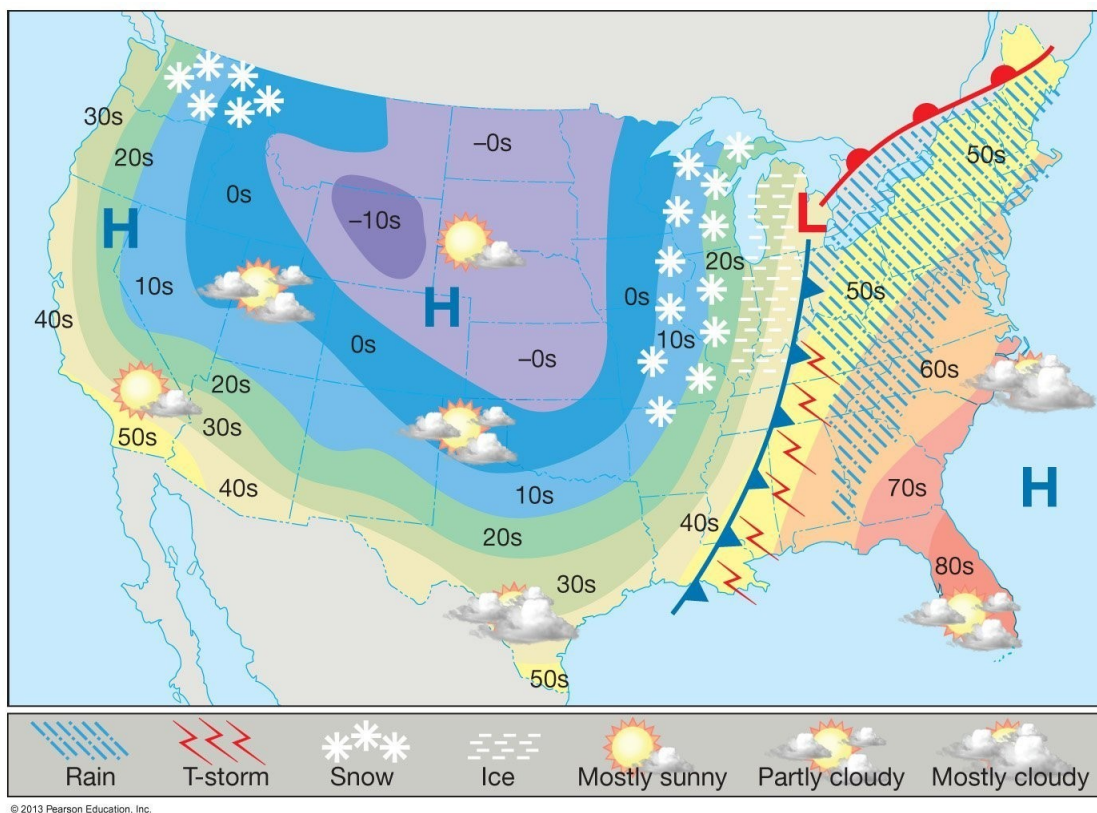 –0s
50s
30s
20s
0s
–10s
L
H
20s
50s
10s
H
0s
40s
10s
0s
–0s
60s
20s
30s
50s
70s
H
40s
10s
40s
20s
80s
30s
50s
Rain
T-storm
Snow
Ice
Mostly sunny
Partly cloudy
Mostly cloudy
© 2013 Pearson Education, Inc.